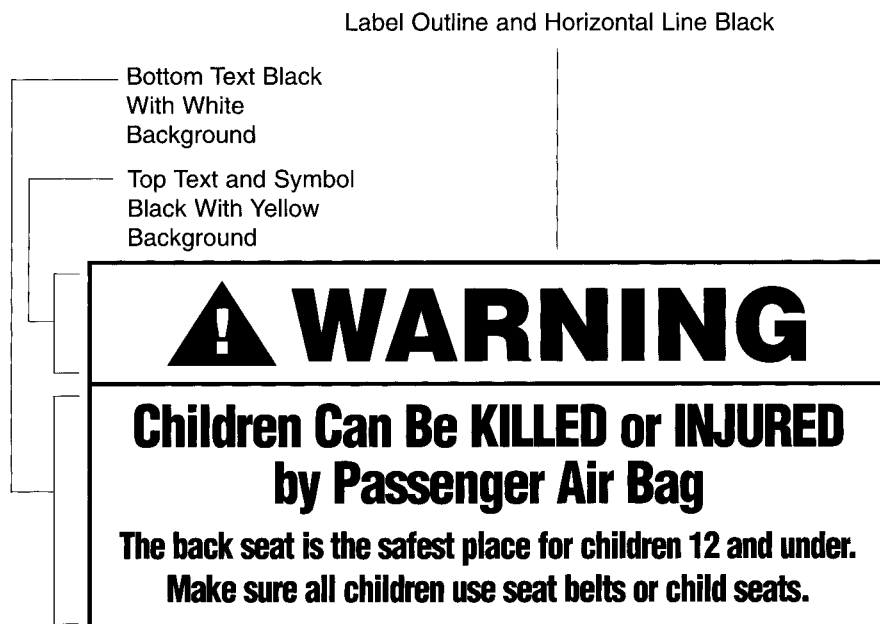 Label Outline and Horizontal Line Black
Bottom Text Black
With White
Background
Top Text and Symbol
Black With Yellow
Background
! WARNING
Children Can Be KILLED or INJURED
by Passenger Air Bag
The back seat is the safest place for children 12 and under.
Make sure all children use seat belts or child seats.